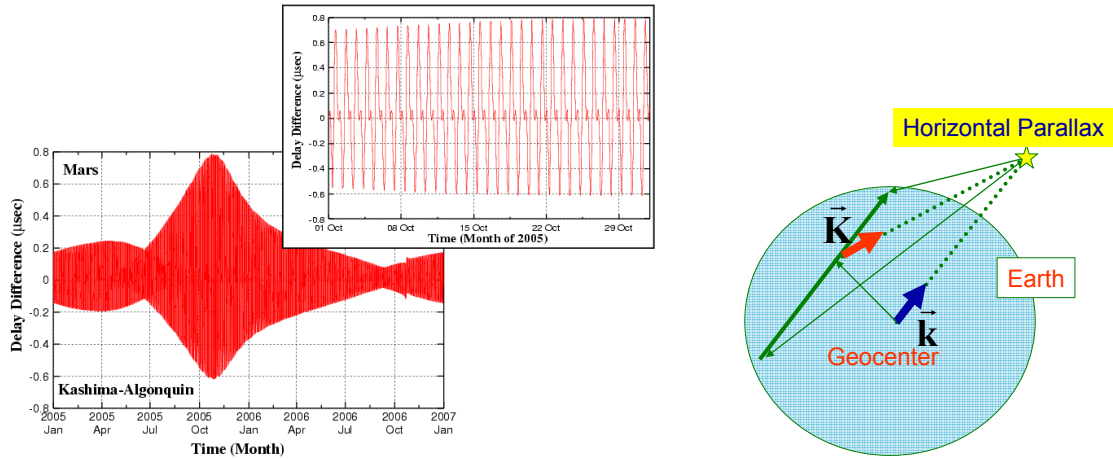 0.8
0.6
0.4
0.2
0
-0.2
-0.4
-0.6
-0.8
Delay Difference (μsec)
01 Oct 08 Oct 15 Oct 22 Oct 29 Oct
Time (Month of 2005)
0.8
0.6
0.4
0.2
0
-0.2
-0.4
-0.6
-0.8
Delay Difference (μsec)
Mars
Kashima-Algonquin
2005 2005 2005 2005 2006 2006 2006 2006 2007
Jan Apr Jul Oct Jan Apr Jul Oct Jan
Time (Month)
Horizontal Parallax
K
Earth
k
Geocenter